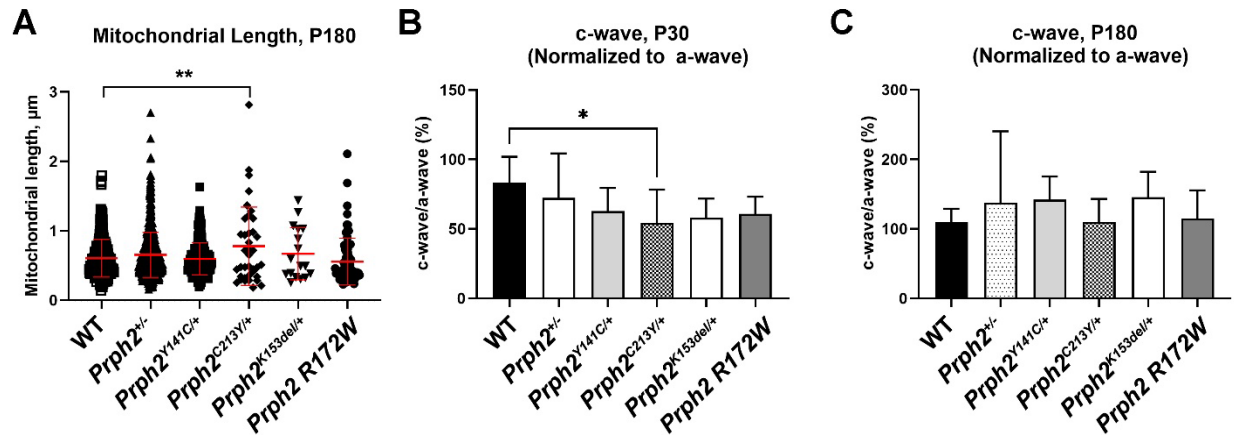 A
Mitochondrial Length, P180
Mitochondrial length, µm
3
2
1
0
**
WT
Prph2+/-
Prph2Y141C/+
Prph2C213Y/+
Prph2K153del/+
Prph2 R172W
B
c-wave, P30
(Normalized to a-wave)
c-wave/a-wave (%)
150
100
50
0
*
WT
Prph2+/-
Prph2Y141C/+
Prph2C213Y/+
Prph2K153del/+
Prph2 R172W
C
c-wave, P180
(Normalized to a-wave)
c-wave/a-wave (%)
300
200
100
0
WT
Prph2+/-
Prph2Y141C/+
Prph2C213Y/+
Prph2K153del/+
Prph2 R172W